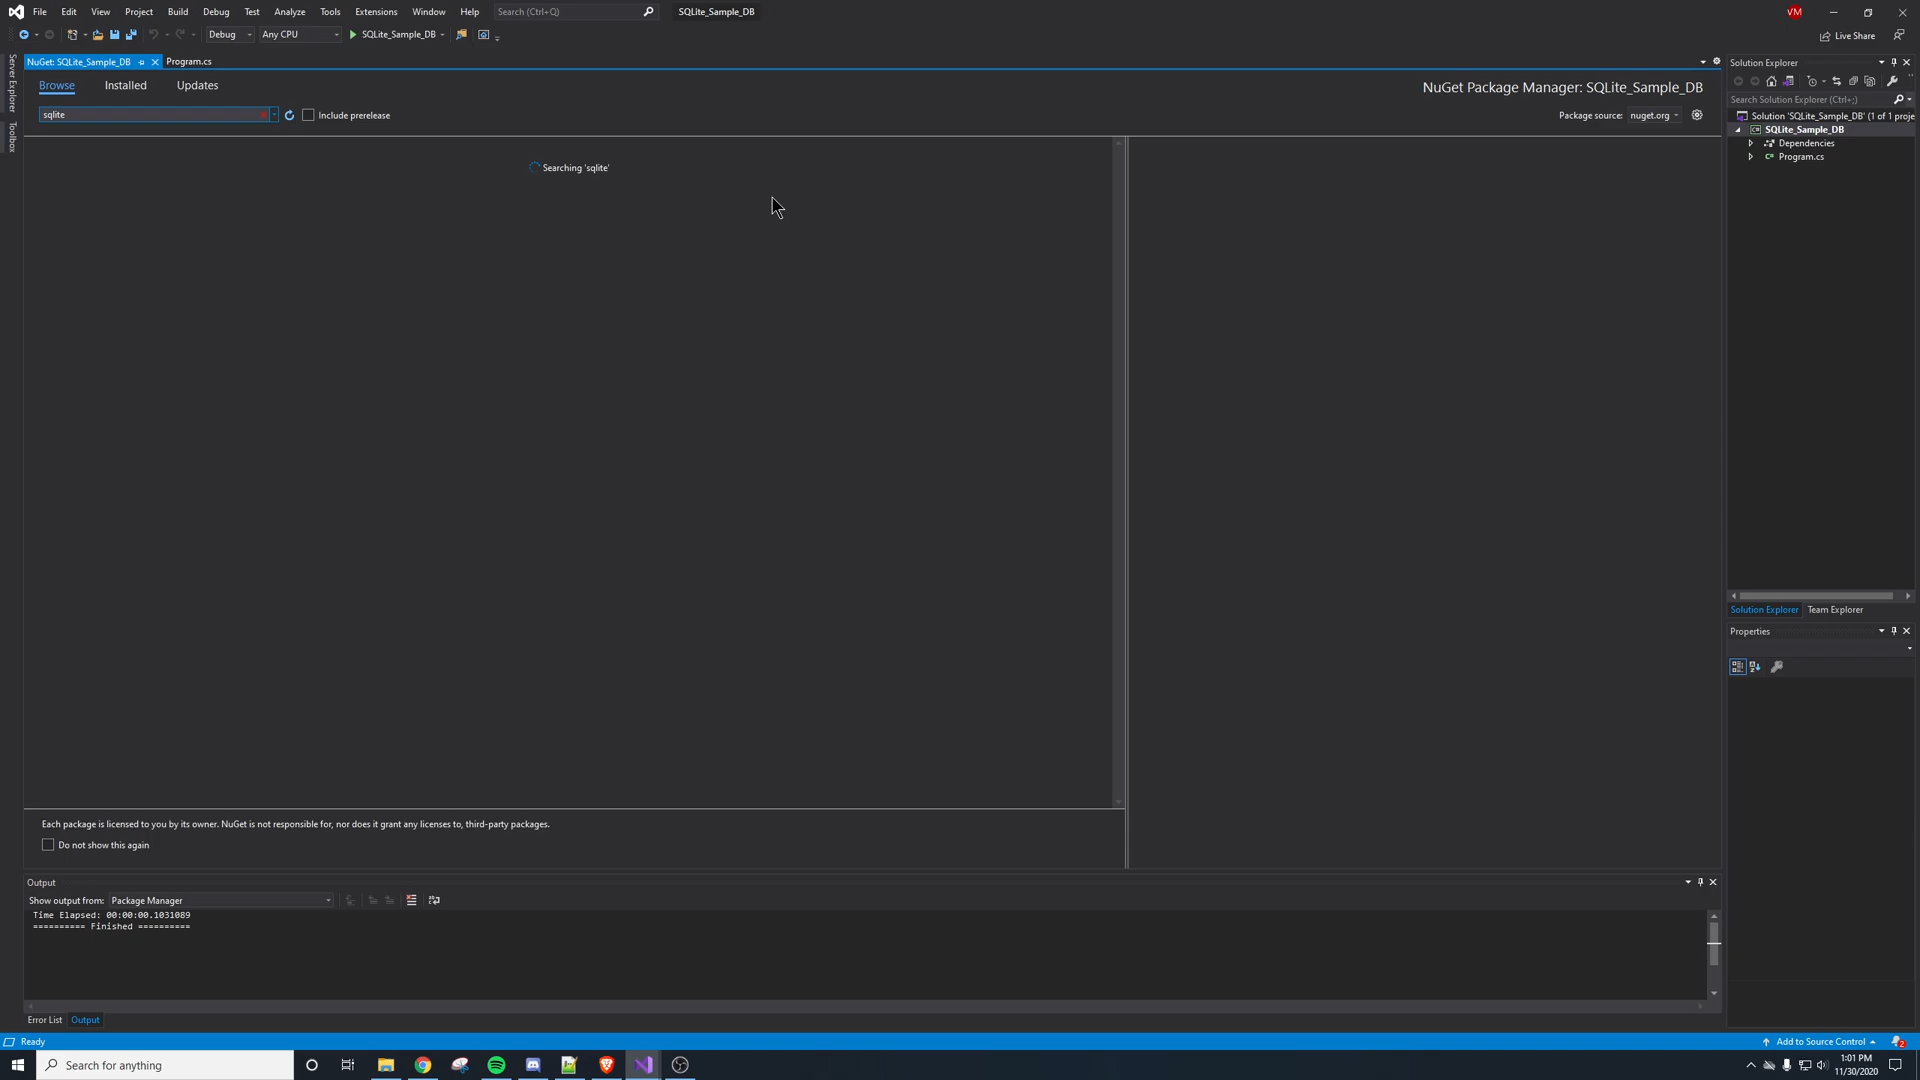 File Edit View Project Build Debug Test Analyze Tools Extensions Window Help Search (Ctrl+Q) SQLite_Sample_DB VM
Debug Any CPU SQLite_Sample_DB Live Share
Server Explorer
Toolbox
NuGet: SQLite_Sample_DB Program.cs
Browse Installed Updates
NuGet Package Manager: SQLite_Sample_DB
sqlite Include prerelease
Package source: nuget.org
Searching 'sqlite'
Each package is licensed to you by its owner. NuGet is not responsible for, nor does it grant any licenses to, third-party packages.
Do not show this again
Solution Explorer
Search Solution Explorer (Ctrl+;)
Solution 'SQLite_Sample_DB' (1 of 1 proje
SQLite_Sample_DB
Dependencies
C# Program.cs
Solution Explorer Team Explorer
Properties
Output
Show output from: Package Manager
Time Elapsed: 00:00:00.1031089
========== Finished ==========
Error List Output
Ready
Add to Source Control 2
Search for anything
1:01 PM
11/30/2020